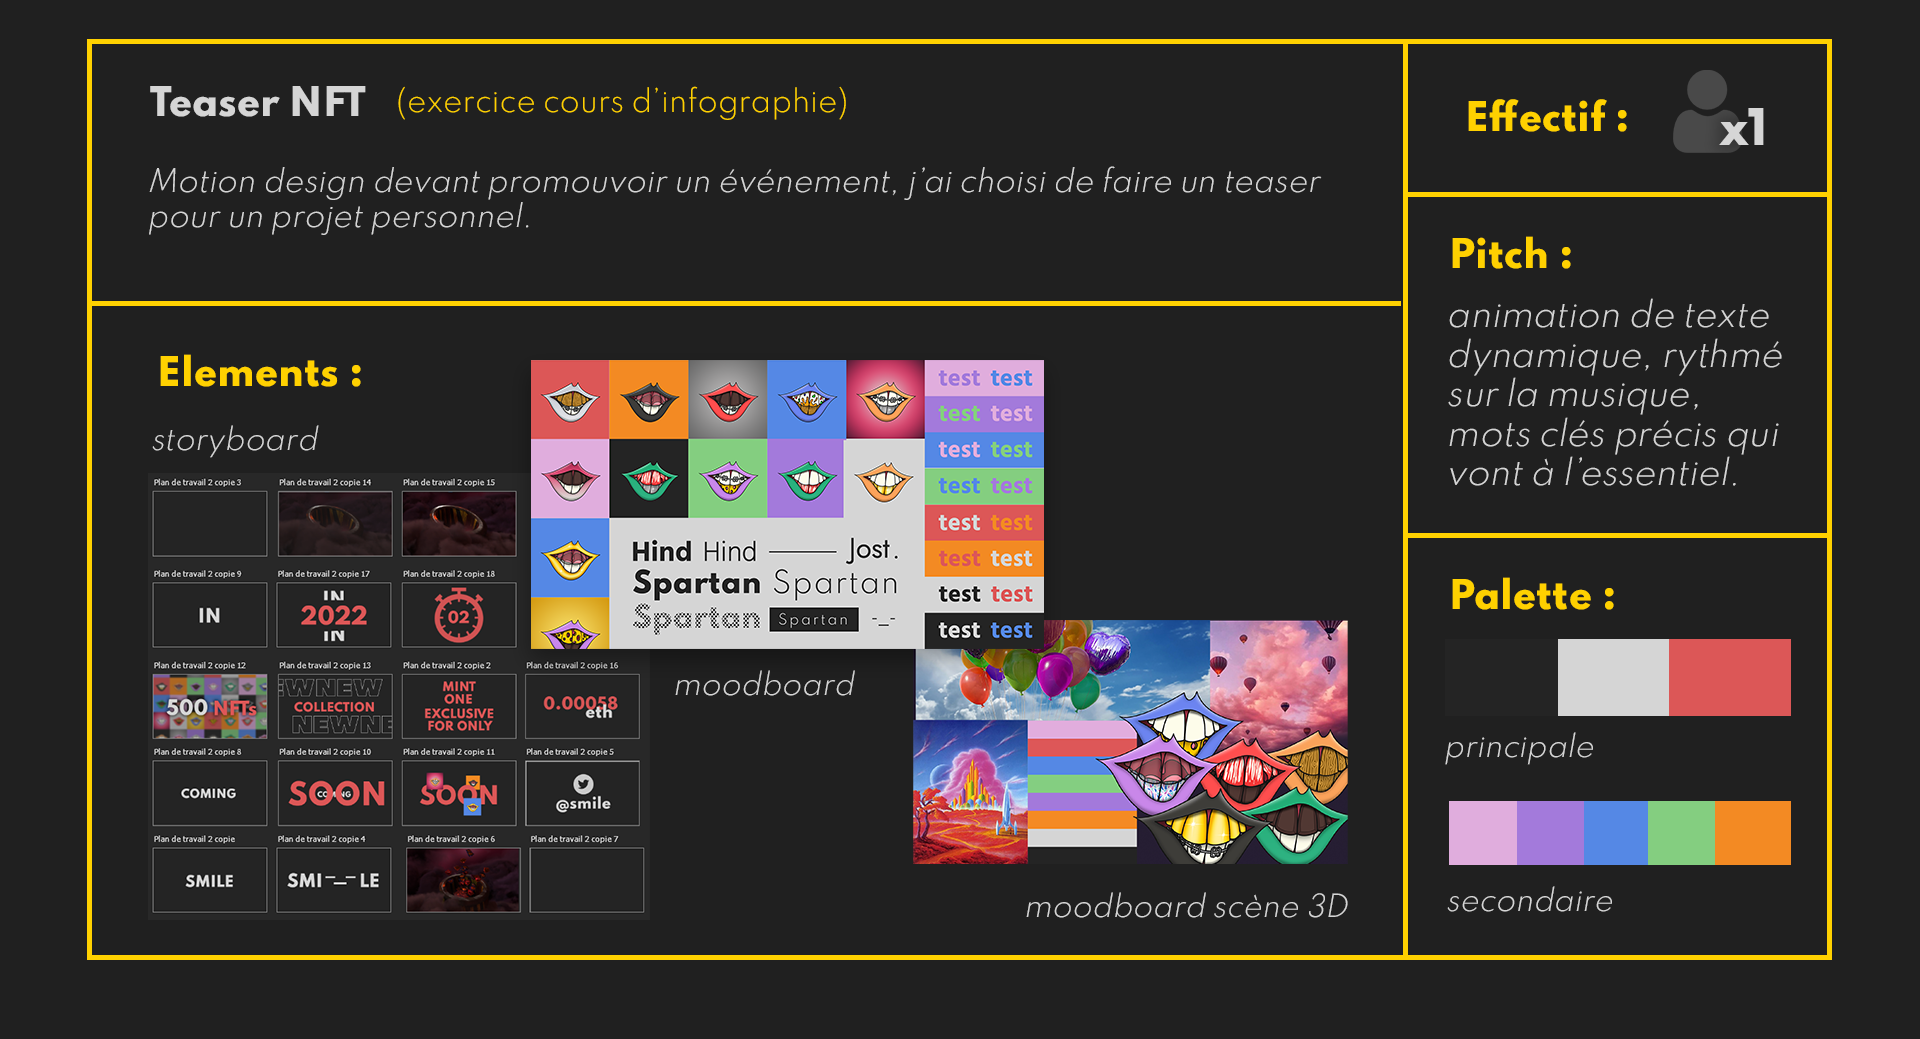 Teaser NFT (exercice cours d'infographie)
Motion design devant promouvoir un événement, j'ai choisi de faire un teaser
pour un projet personnel.
Effectif :
x1
Pitch :
animation de texte
dynamique, rythmé
sur la musique,
mots clés précis qui
vont à l'essentiel.
Elements :
storyboard
Plan de travail 2 copie 3
Plan de travail 2 copie 14
Plan de travail 2 copie 15
Plan de travail 2 copie 9
Plan de travail 2 copie 17
Plan de travail 2 copie 18
IN
IN
2022
IN
02
Plan de travail 2 copie 12
Plan de travail 2 copie 13
Plan de travail 2 copie 2
Plan de travail 2 copie 16
500 NFTs
EWNEW
COLLECTION
NEWNE
MINT
ONE
EXCLUSIVE
FOR ONLY
0.00058
eth
Plan de travail 2 copie 8
Plan de travail 2 copie 10
Plan de travail 2 copie 11
Plan de travail 2 copie 5
COMING
SOON
COMING
SOON
@smile
Plan de travail 2 copie
Plan de travail 2 copie 4
Plan de travail 2 copie 6
Plan de travail 2 copie 7
SMILE
SMI -_- LE
test test
test test
test test
test test
test test
test test
test test
test test
Hind Hind Jost.
Spartan Spartan
Spartan Spartan -_-
moodboard
moodboard scène 3D
Palette :
principale
secondaire